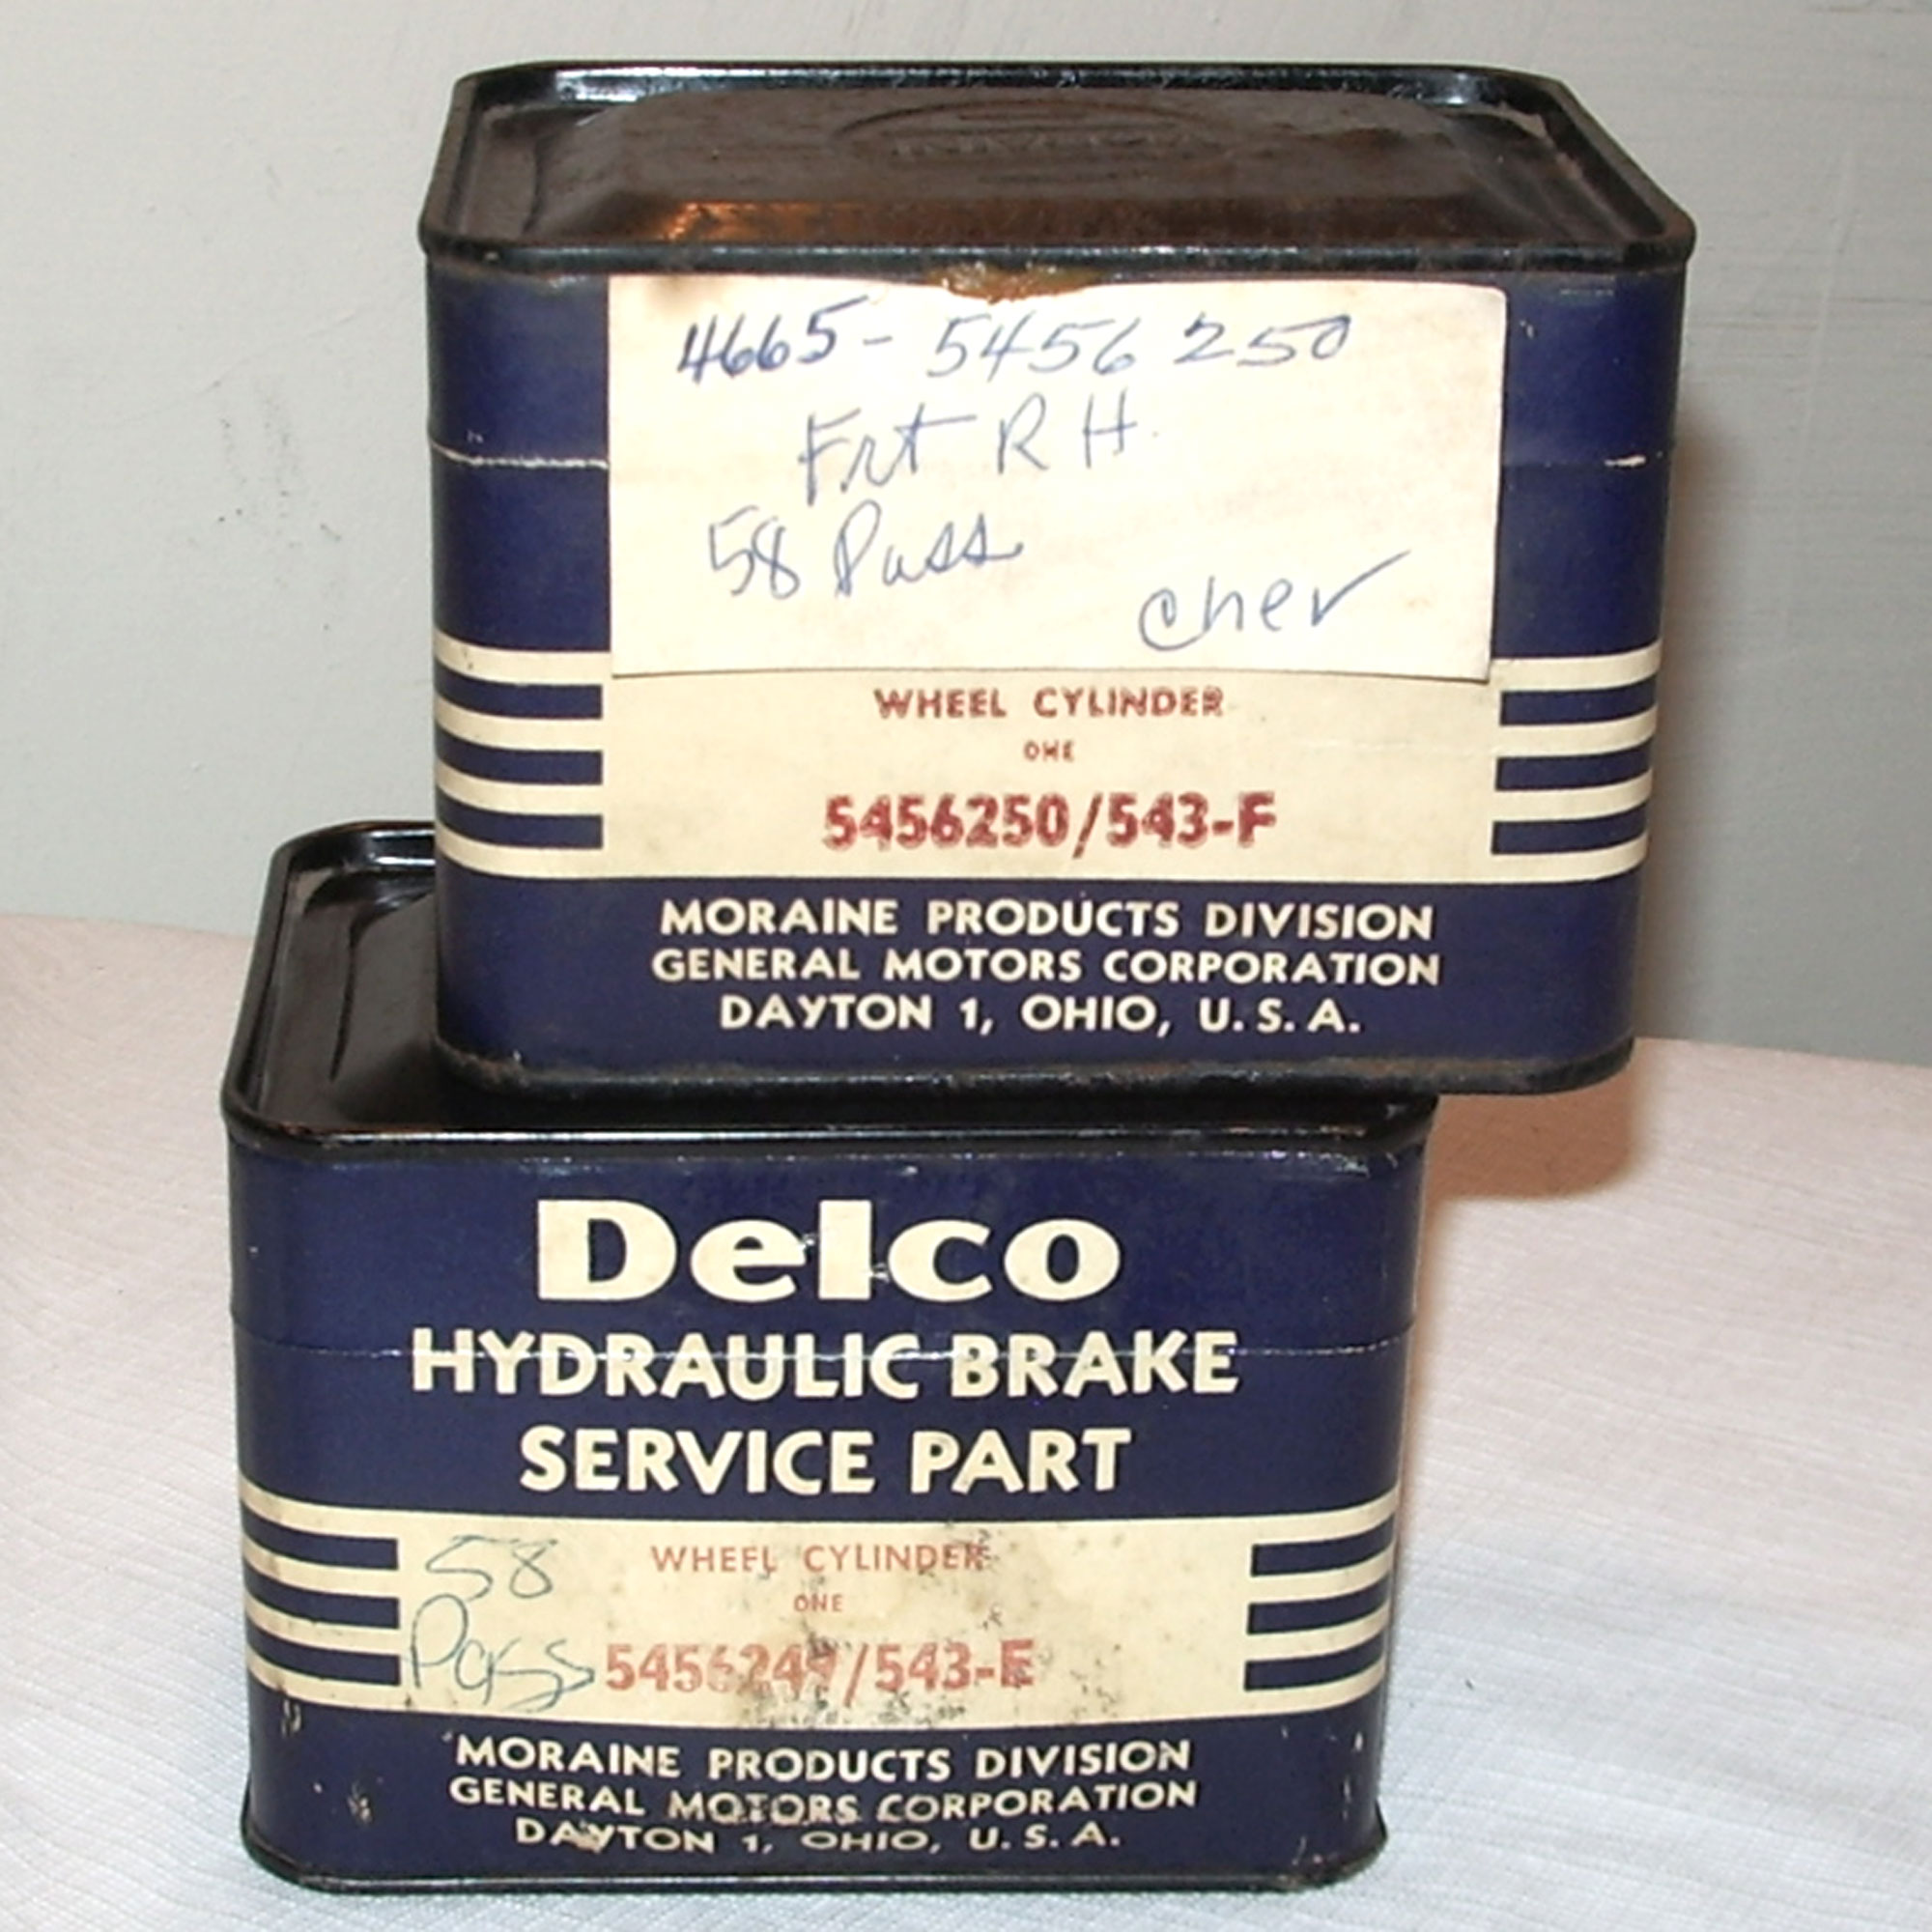 4665-5456250
Frt RH
58 Pass
chev
WHEEL CYLINDER
ONE
5456250/543-F
MORAINE PRODUCTS DIVISION
GENERAL MOTORS CORPORATION
DAYTON 1, OHIO, U.S.A.
Delco
HYDRAULIC BRAKE
SERVICE PART
58
Pass
WHEEL CYLINDER
ONE
5456249/543-E
MORAINE PRODUCTS DIVISION
GENERAL MOTORS CORPORATION
DAYTON 1, OHIO, U.S.A.